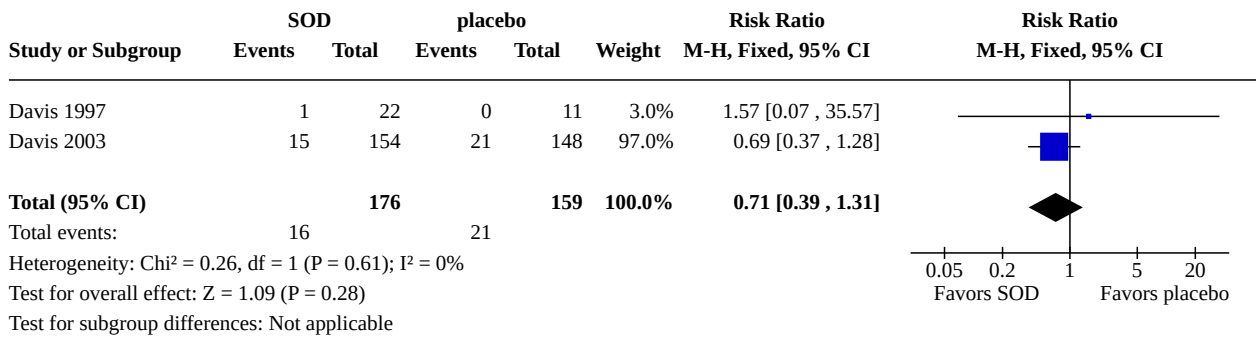 SOD placebo Risk Ratio Risk Ratio
Study or Subgroup Events Total Events Total Weight M-H, Fixed, 95% CI M-H, Fixed, 95% CI
Davis 1997 1 22 0 11 3.0% 1.57 [0.07 , 35.57]
Davis 2003 15 154 21 148 97.0% 0.69 [0.37 , 1.28]
Total (95% CI) 176 159 100.0% 0.71 [0.39 , 1.31]
Total events: 16 21
Heterogeneity: Chi² = 0.26, df = 1 (P = 0.61); I² = 0%
0.05 0.2 1 5 20
Test for overall effect: Z = 1.09 (P = 0.28)
Favors SOD Favors placebo
Test for subgroup differences: Not applicable